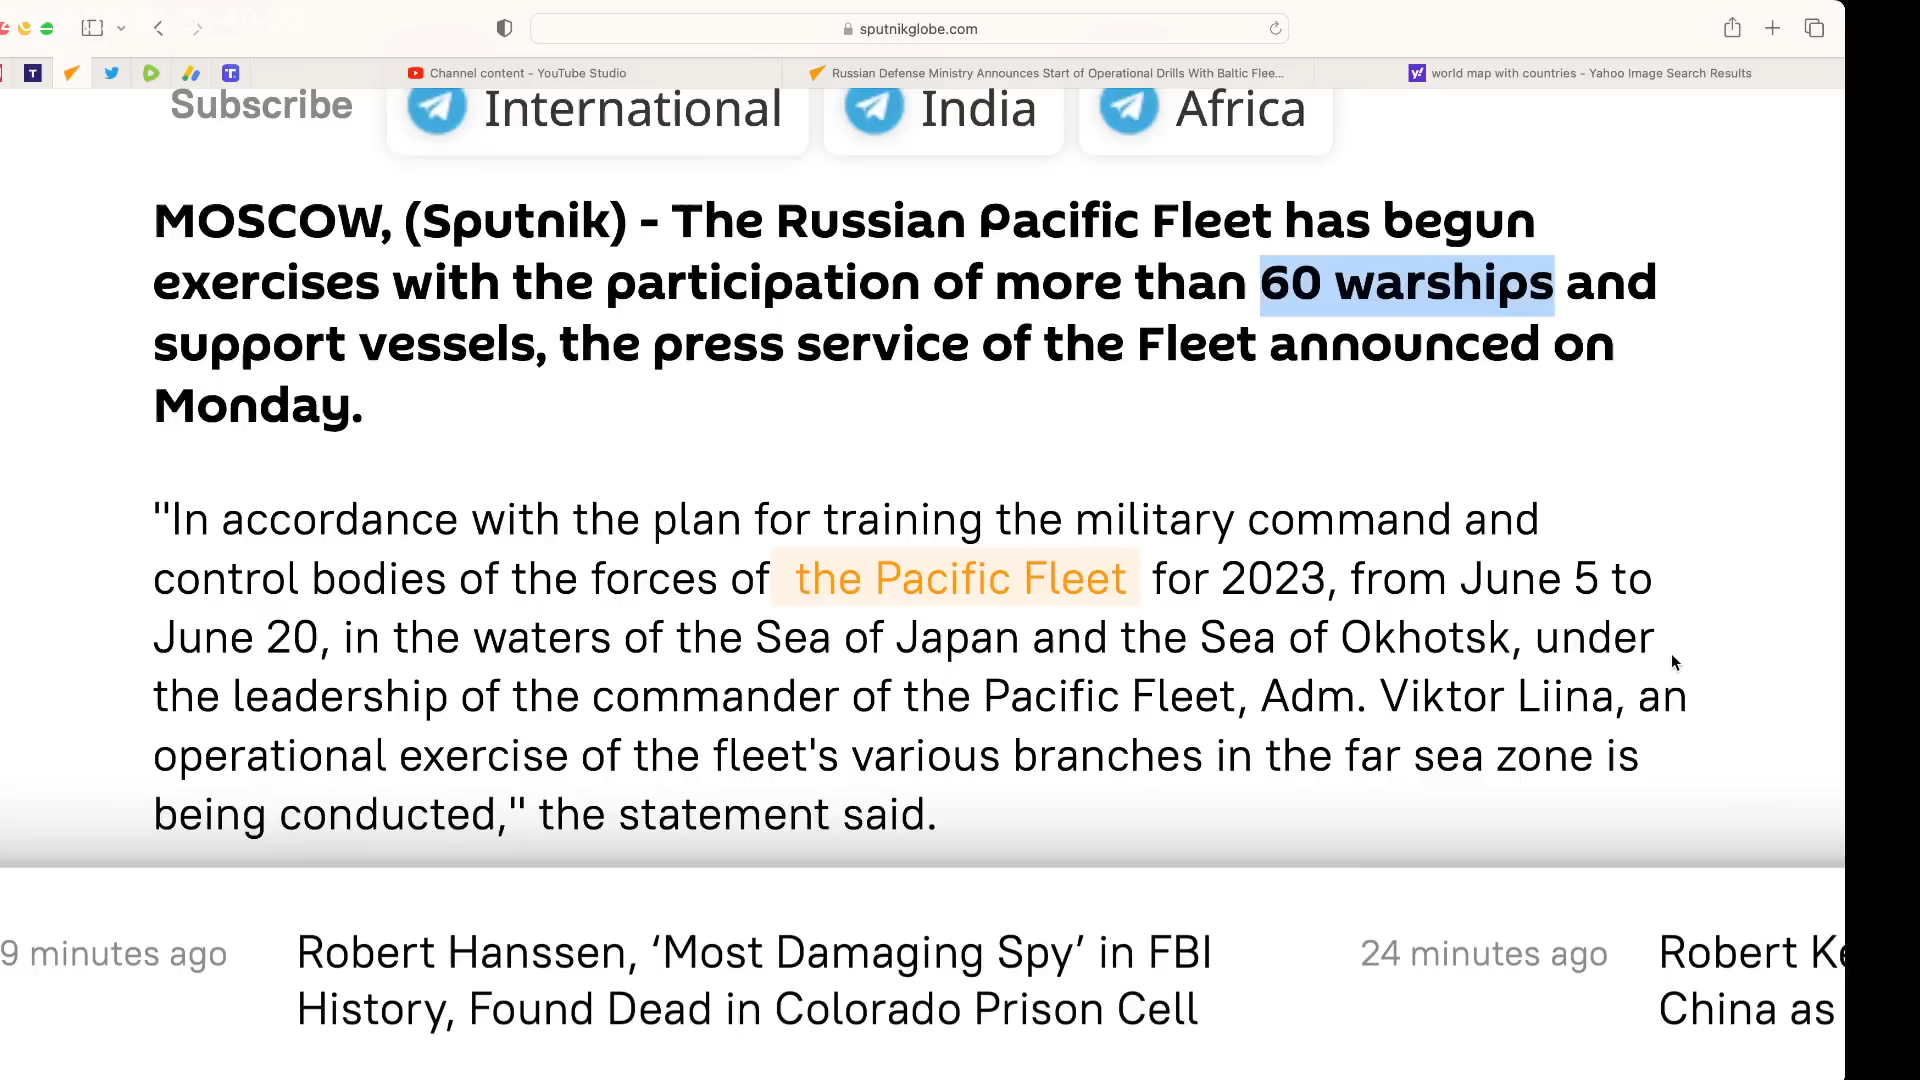 sputnikglobe.com
Channel content - YouTube Studio
Russian Defense Ministry Announces Start of Operational Drills With Baltic Flee...
world map with countries - Yahoo Image Search Results
Subscribe
International
India
Africa
MOSCOW, (Sputnik) - The Russian Pacific Fleet has begun
exercises with the participation of more than 60 warships and
support vessels, the press service of the Fleet announced on
Monday.
"In accordance with the plan for training the military command and
control bodies of the forces of the Pacific Fleet for 2023, from June 5 to
June 20, in the waters of the Sea of Japan and the Sea of Okhotsk, under
the leadership of the commander of the Pacific Fleet, Adm. Viktor Liina, an
operational exercise of the fleet's various branches in the far sea zone is
being conducted," the statement said.
9 minutes ago
Robert Hanssen, ‘Most Damaging Spy’ in FBI
History, Found Dead in Colorado Prison Cell
24 minutes ago
Robert Ke
China as